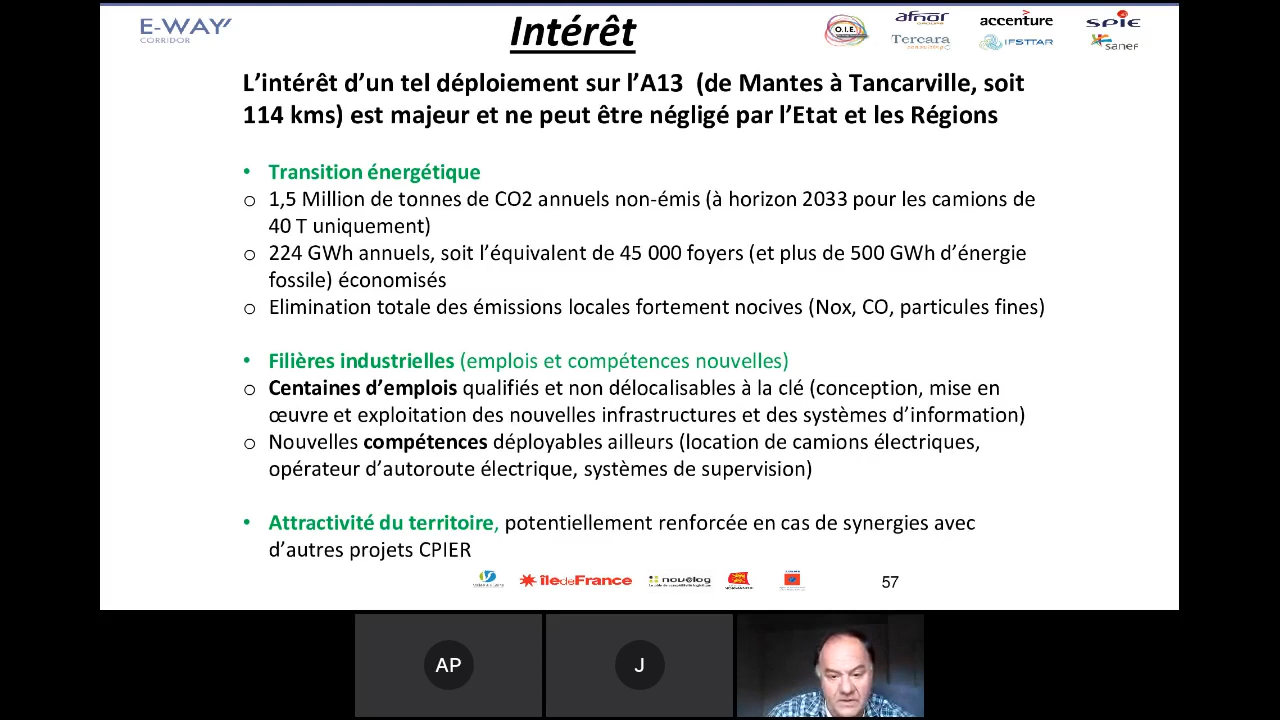 E-WAY
CORRIDOR
Intérêt
O.I.E.
afnor
GROUPE
accenture
SPIE
Tercara
consulting
IFSTTAR
sanef
L'intérêt d'un tel déploiement sur l'A13 (de Mantes à Tancarville, soit
114 kms) est majeur et ne peut être négligé par l'Etat et les Régions
• Transition énergétique
o 1,5 Million de tonnes de CO2 annuels non-émis (à horizon 2033 pour les camions de
40 T uniquement)
o 224 GWh annuels, soit l'équivalent de 45 000 foyers (et plus de 500 GWh d'énergie
fossile) économisés
o Elimination totale des émissions locales fortement nocives (Nox, CO, particules fines)
• Filières industrielles (emplois et compétences nouvelles)
o Centaines d'emplois qualifiés et non délocalisables à la clé (conception, mise en
œuvre et exploitation des nouvelles infrastructures et des systèmes d'information)
o Nouvelles compétences déployables ailleurs (location de camions électriques,
opérateur d'autoroute électrique, systèmes de supervision)
• Attractivité du territoire, potentiellement renforcée en cas de synergies avec
d'autres projets CPIER
îledeFrance
novelog
57
AP
J